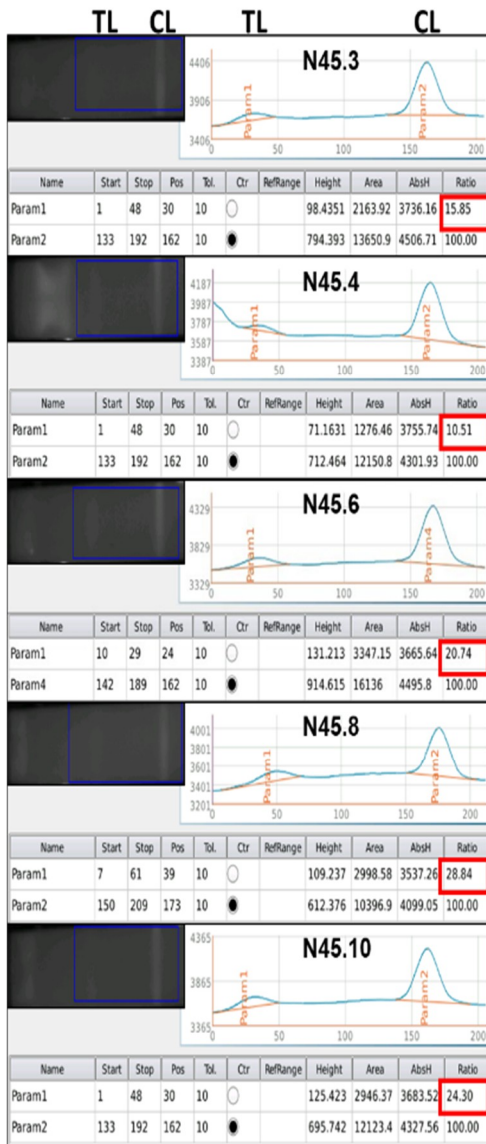 TL CL TL CL
N45.3
4406
3906
3406
Param1
Param2
0 50 100 150 200
Name Start Stop Pos Tol. Ctr RefRange Height Area AbsH Ratio
Param1 1 48 30 10 98.4351 2163.92 3736.16 15.85
Param2 133 192 162 10 794.393 13650.9 4506.71 100.00
N45.4
4187
3987
3787
3587
3387
Param1
Param2
0 50 100 150 200
Name Start Stop Pos Tol. Ctr RefRange Height Area AbsH Ratio
Param1 1 48 30 10 71.1631 1276.46 3755.74 10.51
Param2 133 192 162 10 712.464 12150.8 4301.93 100.00
N45.6
4329
3829
3329
Param1
Param4
0 50 100 150 200
Name Start Stop Pos Tol. Ctr RefRange Height Area AbsH Ratio
Param1 10 29 24 10 131.213 3347.15 3665.64 20.74
Param4 142 189 162 10 914.615 16136 4495.8 100.00
N45.8
4001
3801
3601
3401
3201
Param1
Param2
0 50 100 150 200
Name Start Stop Pos Tol. Ctr RefRange Height Area AbsH Ratio
Param1 7 61 39 10 109.237 2998.58 3537.26 28.84
Param2 150 209 173 10 612.376 10396.9 4099.05 100.00
N45.10
4365
3865
3365
Param1
Param2
0 50 100 150 200
Name Start Stop Pos Tol. Ctr RefRange Height Area AbsH Ratio
Param1 1 48 30 10 125.423 2946.37 3683.52 24.30
Param2 133 192 162 10 695.742 12123.4 4327.56 100.00